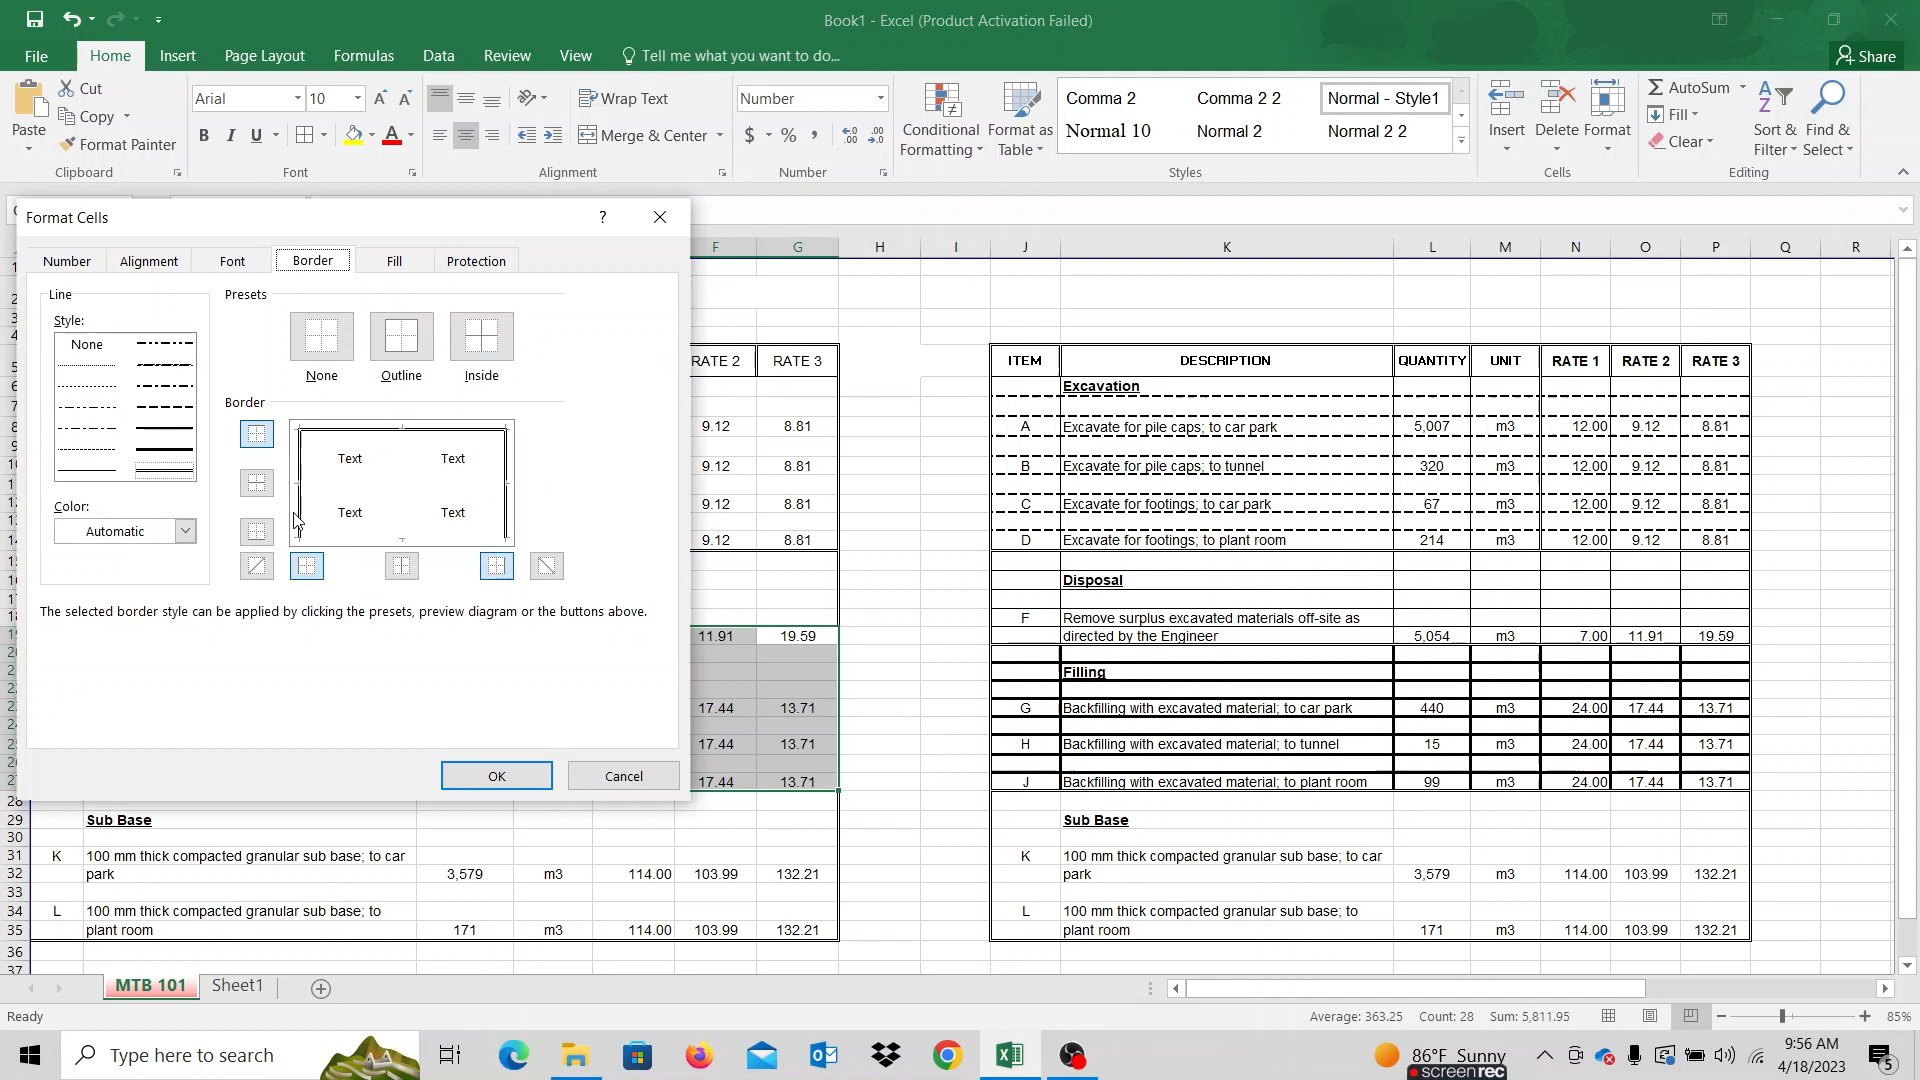 Book1 - Excel (Product Activation Failed)
File Home Insert Page Layout Formulas Data Review View Tell me what you want to do... Share
Paste Cut Copy Format Painter Clipboard
Arial 10 A A B I U A Font
Wrap Text Merge & Center Alignment
Number $ % , .00 Number
Conditional Formatting Format as Table
Comma 2 Comma 2 2 Normal - Style1
Normal 10 Normal 2 Normal 2 2
Styles
Insert Delete Format Cells
AutoSum Fill Clear Sort & Filter Find & Select Editing
Format Cells ?
Number Alignment Font Border Fill Protection
Line
Style:
None
Color:
Automatic
Presets
None Outline Inside
Border
Text Text
Text Text
The selected border style can be applied by clicking the presets, preview diagram or the buttons above.
OK Cancel
F G H I J K L M N O P Q R
RATE 2 RATE 3
9.12 8.81
9.12 8.81
9.12 8.81
9.12 8.81
11.91 19.59
17.44 13.71
17.44 13.71
17.44 13.71
28
29 Sub Base
30
31 K 100 mm thick compacted granular sub base; to car
32 park 3,579 m3 114.00 103.99 132.21
33
34 L 100 mm thick compacted granular sub base; to
35 plant room 171 m3 114.00 103.99 132.21
36
37
ITEM DESCRIPTION QUANTITY UNIT RATE 1 RATE 2 RATE 3
Excavation
A Excavate for pile caps; to car park 5,007 m3 12.00 9.12 8.81
B Excavate for pile caps; to tunnel 320 m3 12.00 9.12 8.81
C Excavate for footings; to car park 67 m3 12.00 9.12 8.81
D Excavate for footings; to plant room 214 m3 12.00 9.12 8.81
Disposal
F Remove surplus excavated materials off-site as
directed by the Engineer 5,054 m3 7.00 11.91 19.59
Filling
G Backfilling with excavated material; to car park 440 m3 24.00 17.44 13.71
H Backfilling with excavated material; to tunnel 15 m3 24.00 17.44 13.71
J Backfilling with excavated material; to plant room 99 m3 24.00 17.44 13.71
Sub Base
K 100 mm thick compacted granular sub base; to car
park 3,579 m3 114.00 103.99 132.21
L 100 mm thick compacted granular sub base; to
plant room 171 m3 114.00 103.99 132.21
MTB 101 Sheet1
Ready Average: 363.25 Count: 28 Sum: 5,811.95 85%
Type here to search
86°F Sunny
screenrec
9:56 AM
4/18/2023
5